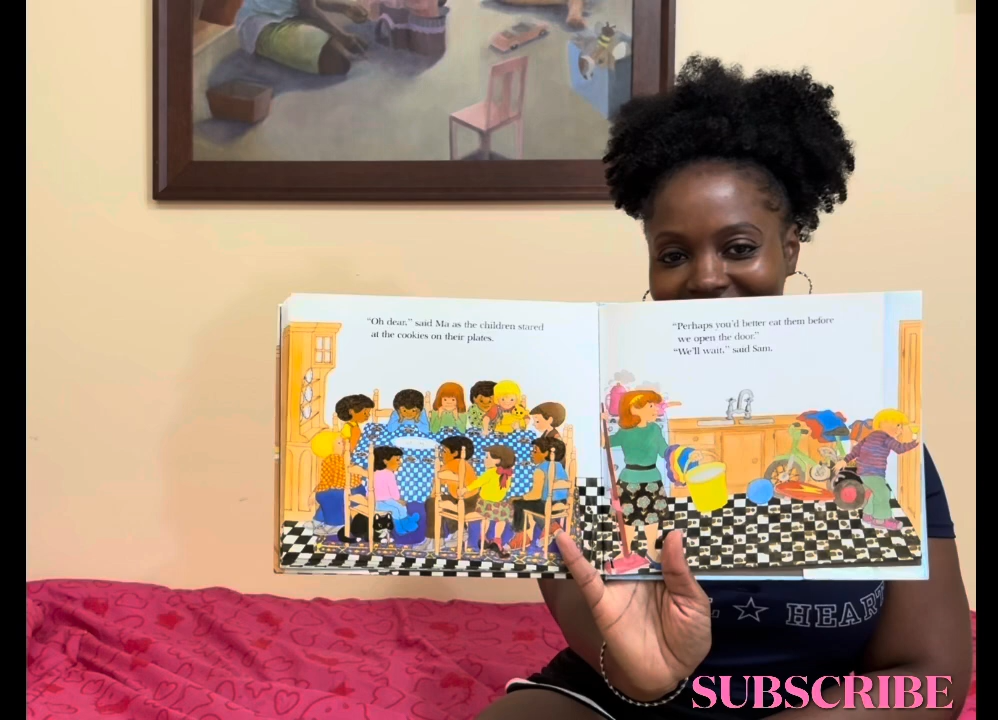 “Oh dear,” said Ma as the children stared
at the cookies on their plates.
“Perhaps you’d better eat them before
we open the door.”
“We’ll wait,” said Sam.
HEART
SUBSCRIBE